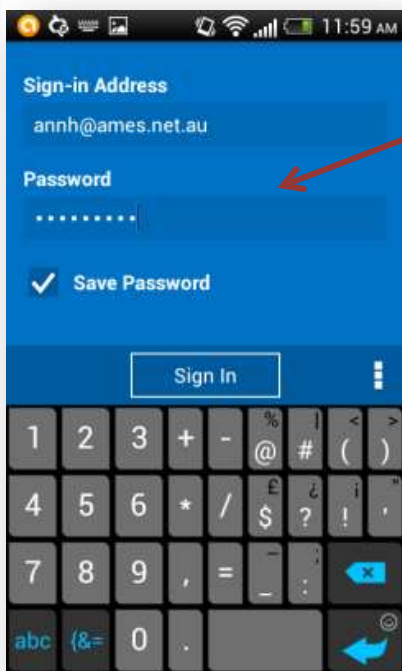 11:59 AM
Sign-in Address
annh@ames.net.au
Password
•••••••••
Save Password
Sign In
1 2 3 + - % @ | # < ( > )
4 5 6 * / £ $ ¿ ? ¡ ! " '
7 8 9 , = _ ; :
abc {&= 0 .